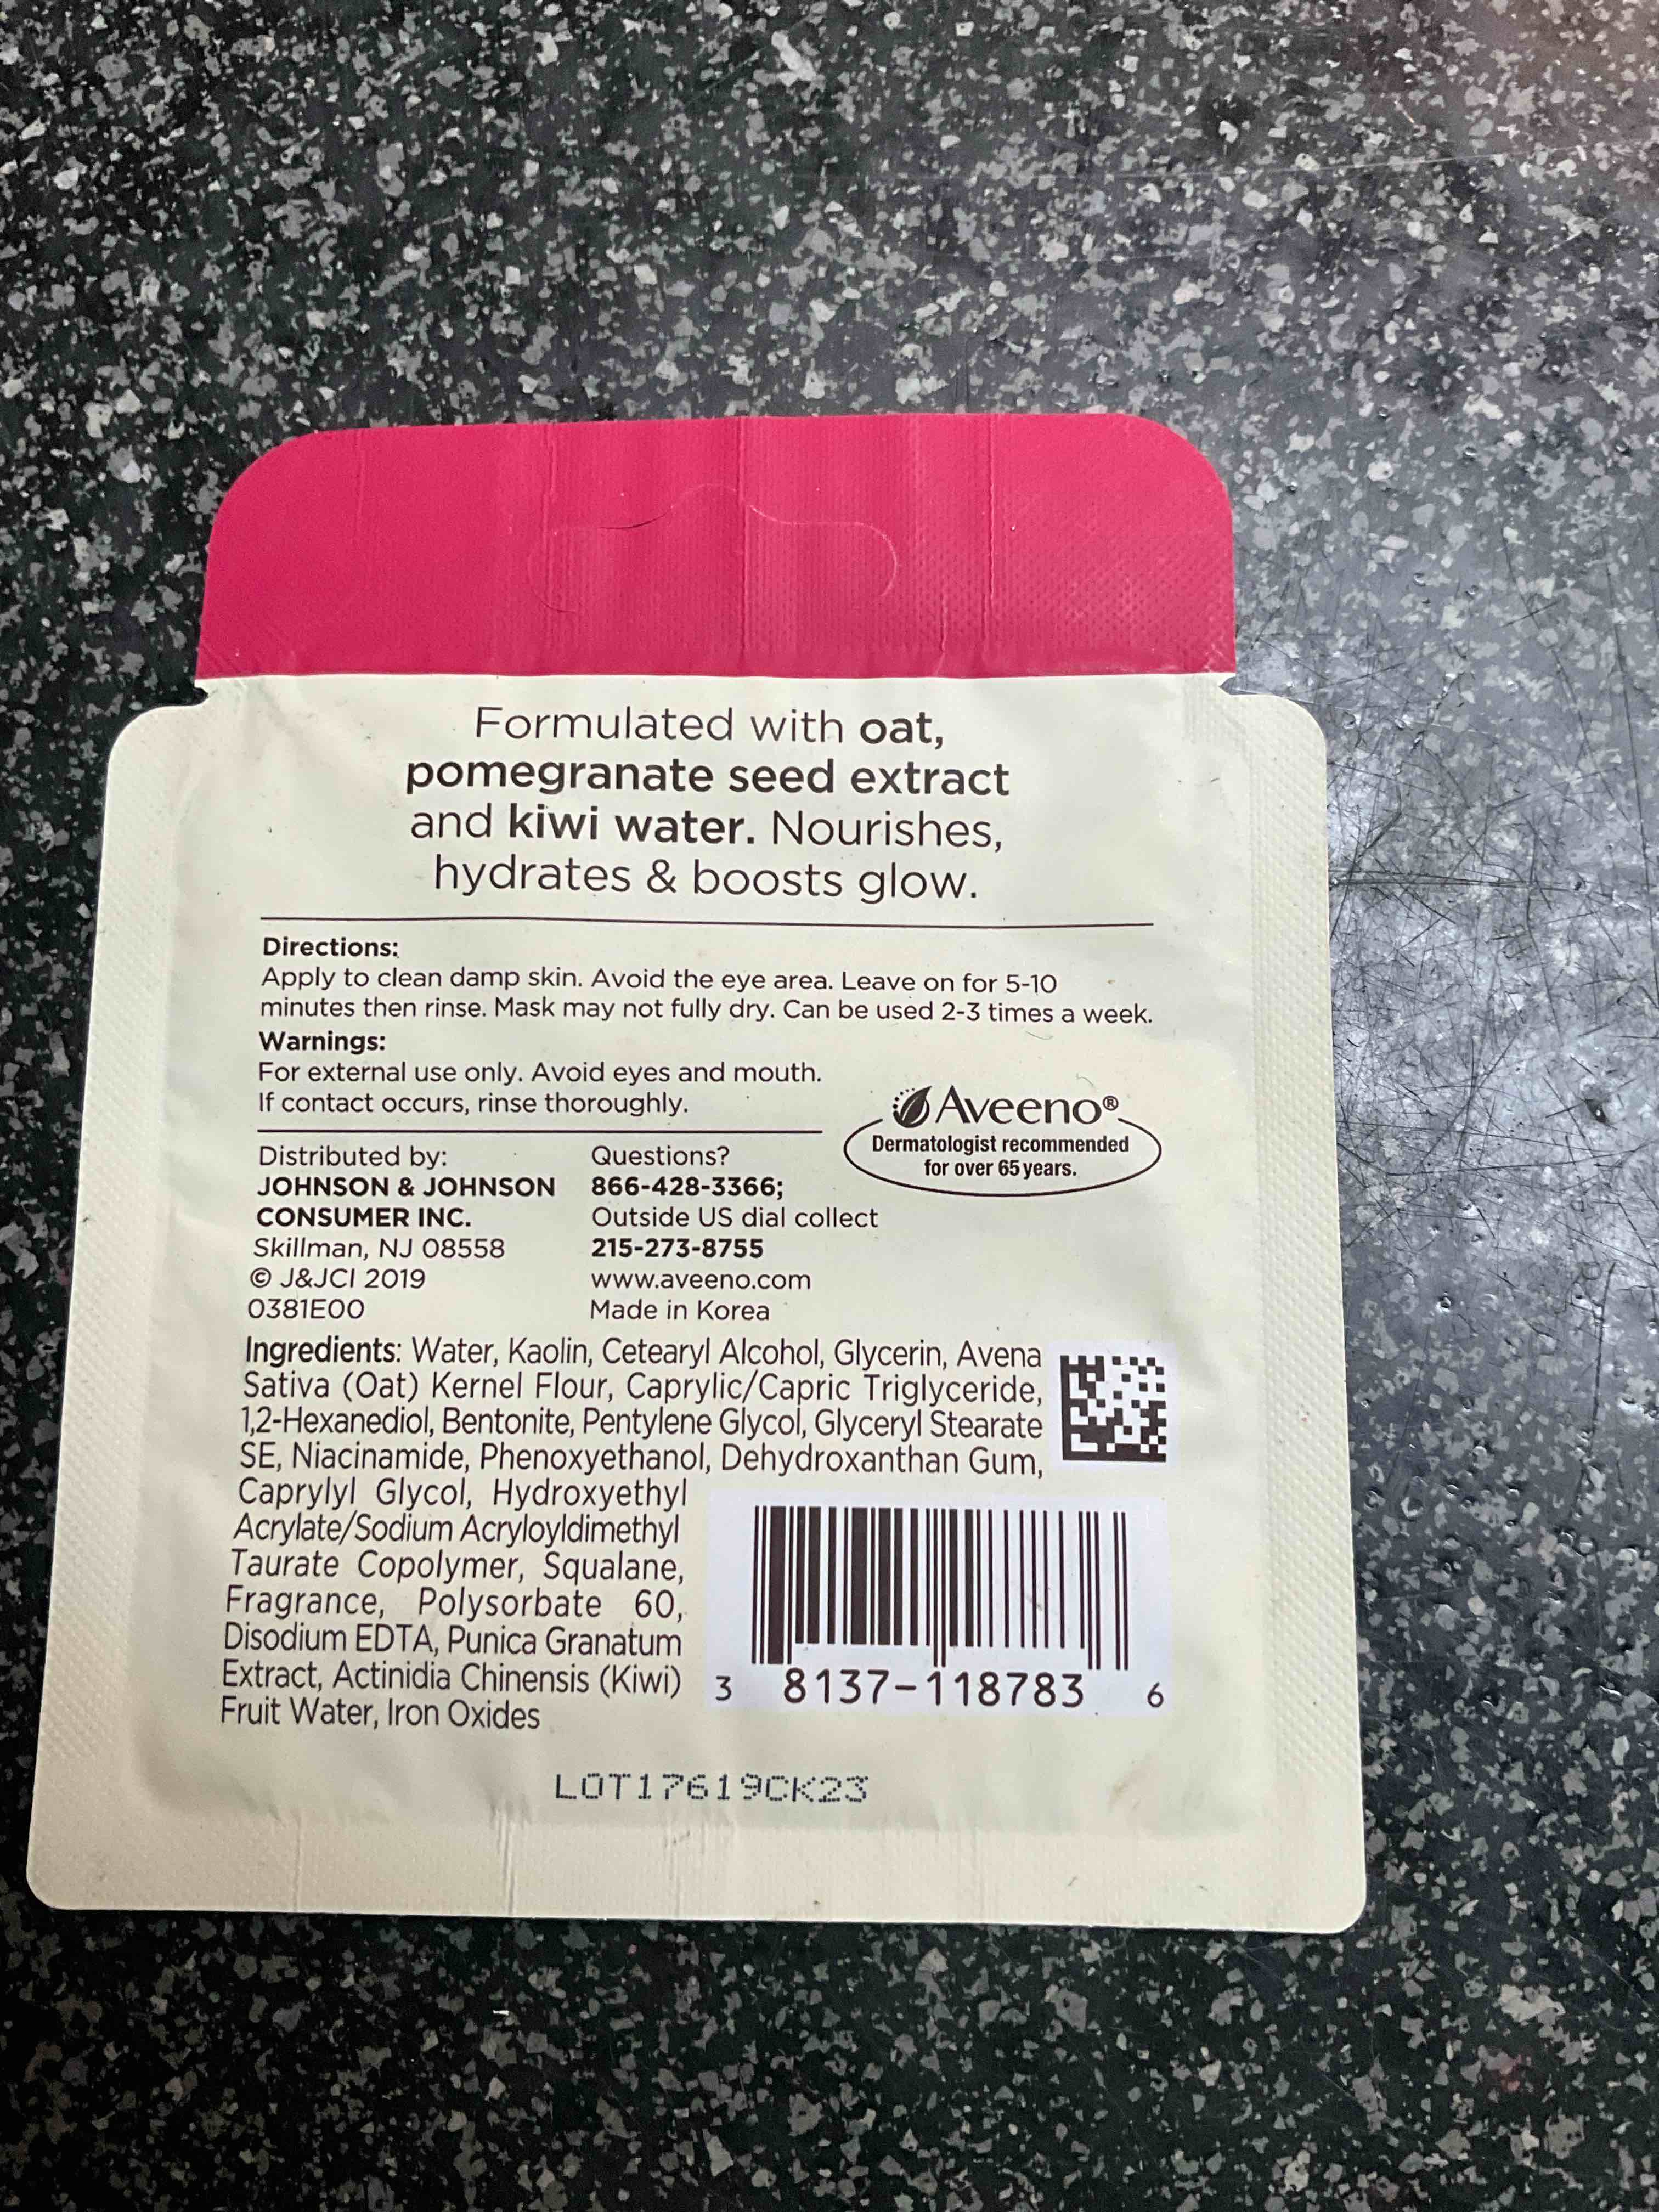 Formulated with oat,
pomegranate seed extract
and kiwi water. Nourishes,
hydrates & boosts glow.
Directions:
Apply to clean damp skin. Avoid the eye area. Leave on for 5-10
minutes then rinse. Mask may not fully dry. Can be used 2-3 times a week.
Warnings:
For external use only. Avoid eyes and mouth.
If contact occurs, rinse thoroughly.
Aveeno®
Dermatologist recommended
for over 65 years.
Distributed by:
JOHNSON & JOHNSON
CONSUMER INC.
Skillman, NJ 08558
© J&JCI 2019
0381E00
Questions?
866-428-3366;
Outside US dial collect
215-273-8755
www.aveeno.com
Made in Korea
Ingredients: Water, Kaolin, Cetearyl Alcohol, Glycerin, Avena
Sativa (Oat) Kernel Flour, Caprylic/Capric Triglyceride,
1,2-Hexanediol, Bentonite, Pentylene Glycol, Glyceryl Stearate
SE, Niacinamide, Phenoxyethanol, Dehydroxanthan Gum,
Caprylyl Glycol, Hydroxyethyl
Acrylate/Sodium Acryloyldimethyl
Taurate Copolymer, Squalane,
Fragrance, Polysorbate 60,
Disodium EDTA, Punica Granatum
Extract, Actinidia Chinensis (Kiwi)
Fruit Water, Iron Oxides
3 8137-118783 6
LOT17619CK23